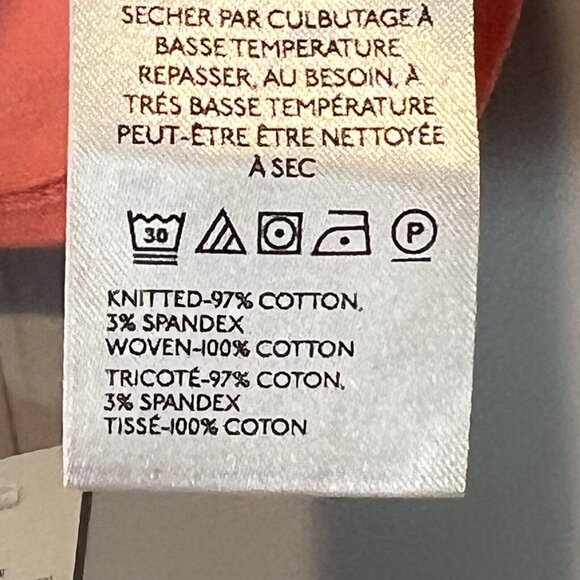 SECHER PAR CULBUTAGE À
BASSE TEMPERATURE
REPASSER, AU BESOIN, À
TRÉS BASSE TEMPÉRATURE
PEUT-ÊTRE ÊTRE NETTOYÉE
À SEC
30 P
KNITTED-97% COTTON,
3% SPANDEX
WOVEN-100% COTTON
TRICOTÉ-97% COTON,
3% SPANDEX
TISSÉ-100% COTON